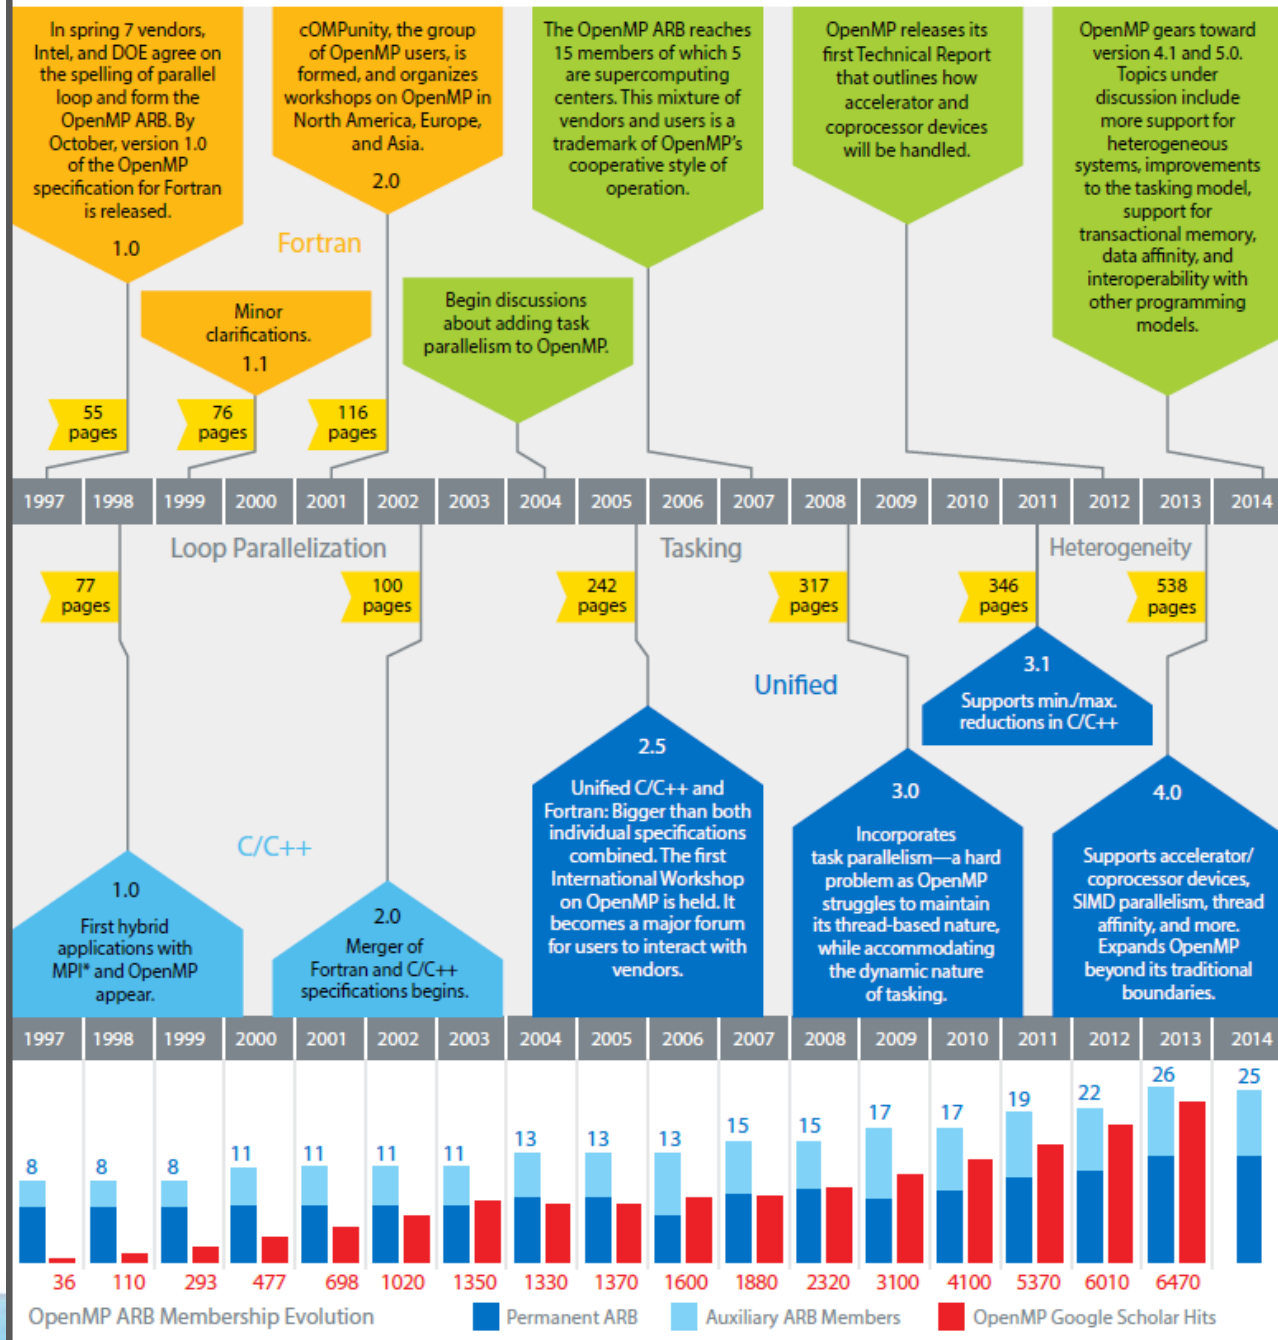 In spring 7 vendors,
Intel, and DOE agree on
the spelling of parallel
loop and form the
OpenMP ARB. By
October, version 1.0
of the OpenMP
specification for Fortran
is released.
1.0
cOMPunity, the group
of OpenMP users, is
formed, and organizes
workshops on OpenMP in
North America, Europe,
and Asia.
2.0
The OpenMP ARB reaches
15 members of which 5
are supercomputing
centers. This mixture of
vendors and users is a
trademark of OpenMP's
cooperative style of
operation.
OpenMP releases its
first Technical Report
that outlines how
accelerator and
coprocessor devices
will be handled.
OpenMP gears toward
version 4.1 and 5.0.
Topics under
discussion include
more support for
heterogeneous
systems, improvements
to the tasking model,
support for
transactional memory,
data affinity, and
interoperability with
other programming
models.
Fortran
Minor
clarifications.
1.1
Begin discussions
about adding task
parallelism to OpenMP.
55
pages
76
pages
116
pages
1997 1998 1999 2000 2001 2002 2003 2004 2005 2006 2007 2008 2009 2010 2011 2012 2013 2014
Loop Parallelization
Tasking
Heterogeneity
77
pages
100
pages
242
pages
317
pages
346
pages
538
pages
Unified
3.1
Supports min./max.
reductions in C/C++
C/C++
1.0
First hybrid
applications with
MPI* and OpenMP
appear.
2.0
Merger of
Fortran and C/C++
specifications begins.
2.5
Unified C/C++ and
Fortran: Bigger than both
individual specifications
combined. The first
International Workshop
on OpenMP is held. It
becomes a major forum
for users to interact with
vendors.
3.0
Incorporates
task parallelism—a hard
problem as OpenMP
struggles to maintain
its thread-based nature,
while accommodating
the dynamic nature
of tasking.
4.0
Supports accelerator/
coprocessor devices,
SIMD parallelism, thread
affinity, and more.
Expands OpenMP
beyond its traditional
boundaries.
1997 1998 1999 2000 2001 2002 2003 2004 2005 2006 2007 2008 2009 2010 2011 2012 2013 2014
8 8 8 11 11 11 11 13 13 13 15 15 17 17 19 22 26 25
36 110 293 477 698 1020 1350 1330 1370 1600 1880 2320 3100 4100 5370 6010 6470
OpenMP ARB Membership Evolution
Permanent ARB
Auxiliary ARB Members
OpenMP Google Scholar Hits